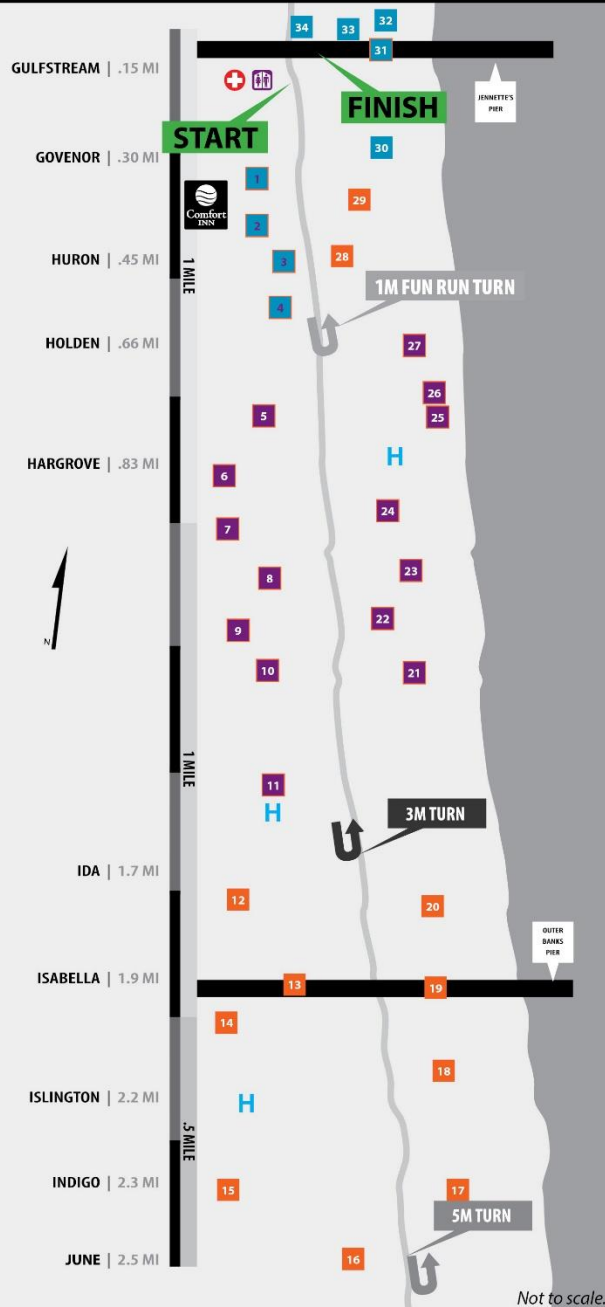 34
33
32
31
GULFSTREAM | .15 MI
JENNETTE'S
PIER
FINISH
START
GOVENOR | .30 MI
30
1
29
Comfort
INN
2
HURON | .45 MI
3
28
1 MILE
1M FUN RUN TURN
4
HOLDEN | .66 MI
27
26
5
25
HARGROVE | .83 MI
H
6
24
7
8
23
22
9
N
10
21
1 MILE
11
H
3M TURN
IDA | 1.7 MI
12
20
OUTER
BANKS
PIER
ISABELLA | 1.9 MI
13
19
14
18
ISLINGTON | 2.2 MI
H
.5 MILE
INDIGO | 2.3 MI
15
17
5M TURN
JUNE | 2.5 MI
16
Not to scale.